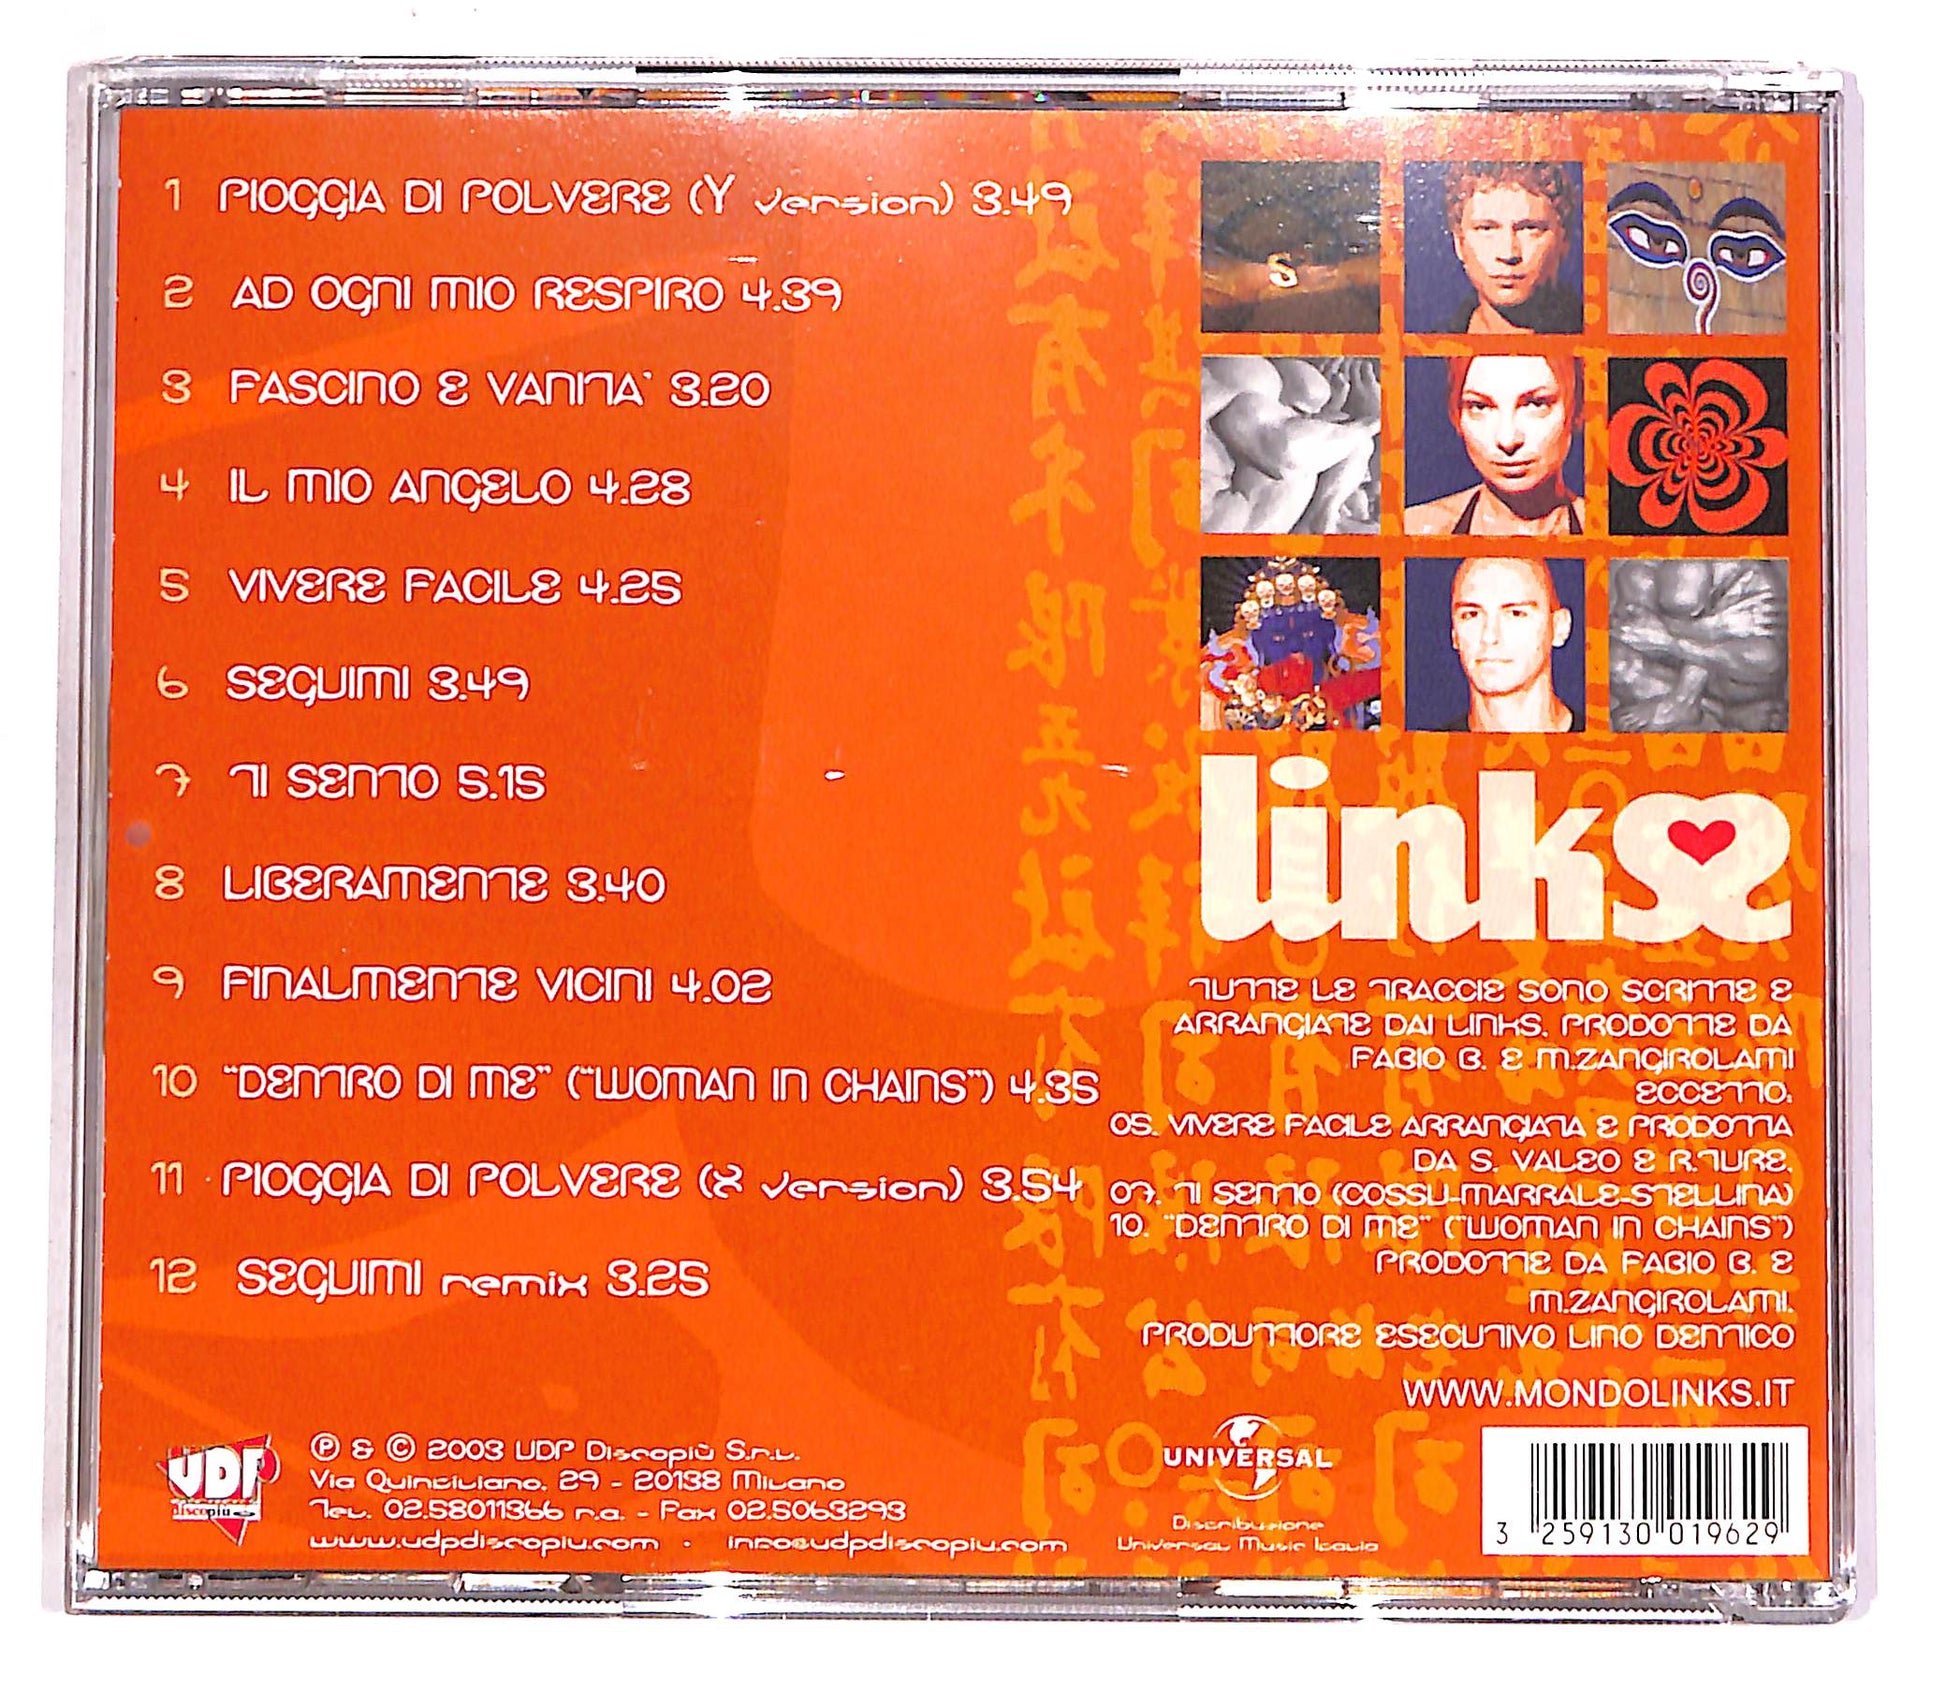 1 PIOGGIA DI POLVERE (Y version) 3.49
2 AD OGNI MIO RESPIRO 4.39
3 FASCINO E VANITA' 3.20
4 IL MIO ANGELO 4.28
5 VIVERE FACILE 4.25
6 SEGUIMI 3.49
7 TI SENTO 5.15
8 LIBERAMENTE 3.40
9 FINALMENTE VICINI 4.02
10 "DENTRO DI ME" ("WOMAN IN CHAINS") 4.35
11 PIOGGIA DI POLVERE (X version) 3.54
12 SEGUIMI remix 3.25
S
links
TUTTE LE TRACCIE SONO SCRITTE E
ARRANGIATE DAI LINKS. PRODOTTE DA
FABIO B. E M.ZANGIROLAMI
ECCETTO:
05. VIVERE FACILE ARRANGIATA E PRODOTTA
DA S. VALEO E R.TURE.
07. TI SENTO (COSSU-MARRALE-STELLINA)
10. "DENTRO DI ME" ("WOMAN IN CHAINS")
PRODOTTE DA FABIO B. E
M.ZANGIROLAMI.
PRODUTTORE ESECUTIVO LINO DENTICO
WWW.MONDOLINKS.IT
UDP
discopiù
℗ & © 2003 UDP Discopiù S.r.l.
Via Quintiliano, 29 - 20138 Milano
Tel. 02.58011366 r.a. - Fax 02.5063293
www.udpdiscopiu.com · info@udpdiscopiu.com
UNIVERSAL
Distribuzione
Universal Music Italia
3 259130 019629